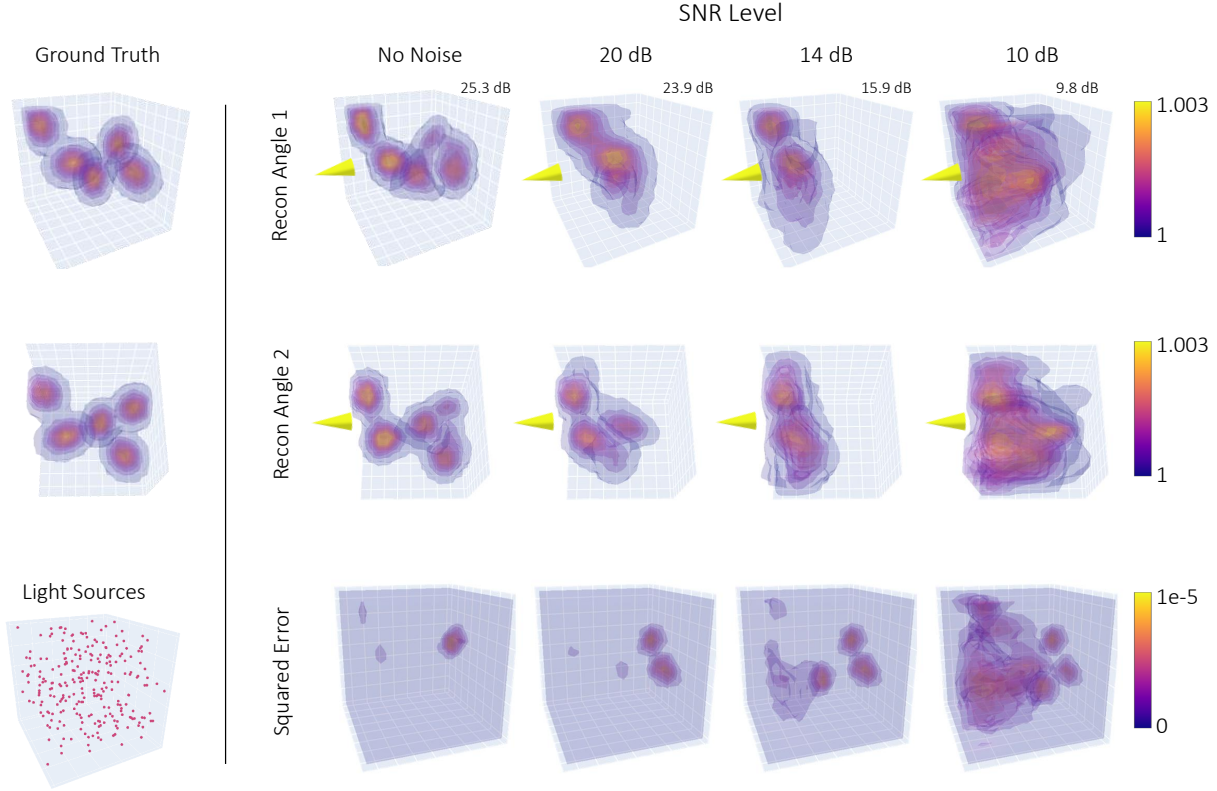 SNR Level
Ground Truth
No Noise
20 dB
14 dB
10 dB
25.3 dB
23.9 dB
15.9 dB
9.8 dB
Recon Angle 1
1.003
1
Recon Angle 2
1.003
1
Light Sources
Squared Error
1e-5
0